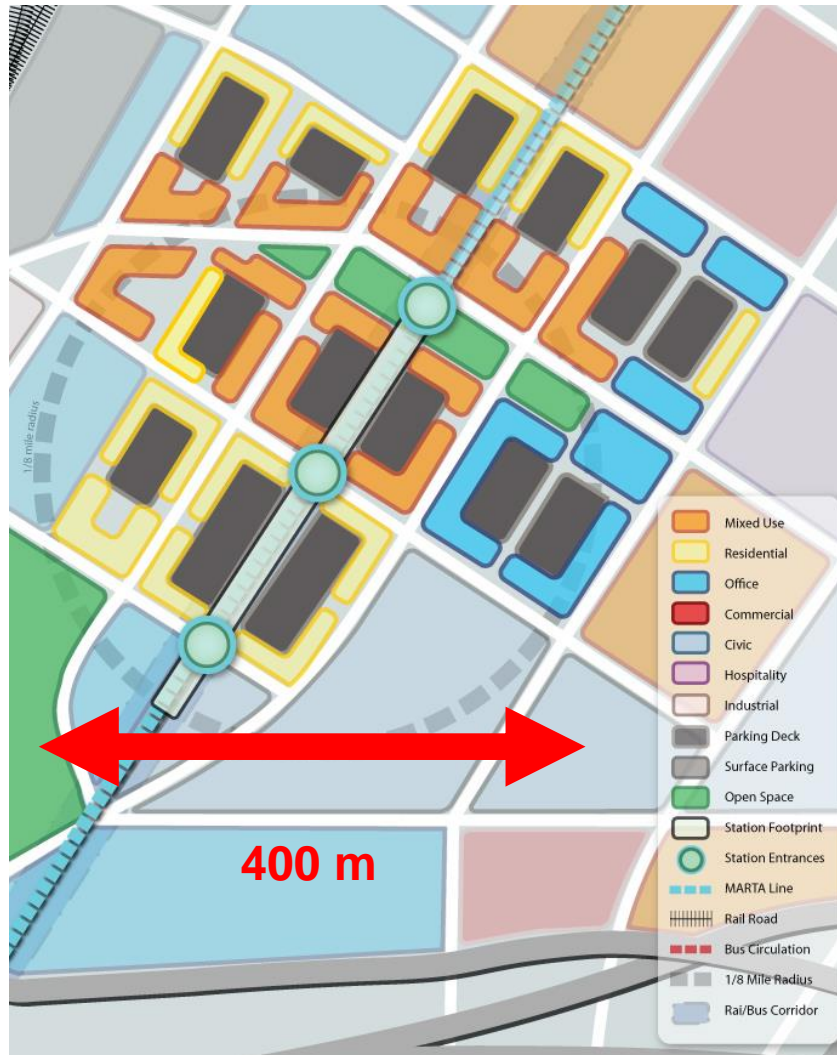 1/8 mile radius
Mixed Use
Residential
Office
Commercial
Civic
Hospitality
Industrial
Parking Deck
Surface Parking
Open Space
Station Footprint
Station Entrances
MARTA Line
Rail Road
Bus Circulation
1/8 Mile Radius
Rai/Bus Corridor
400 m